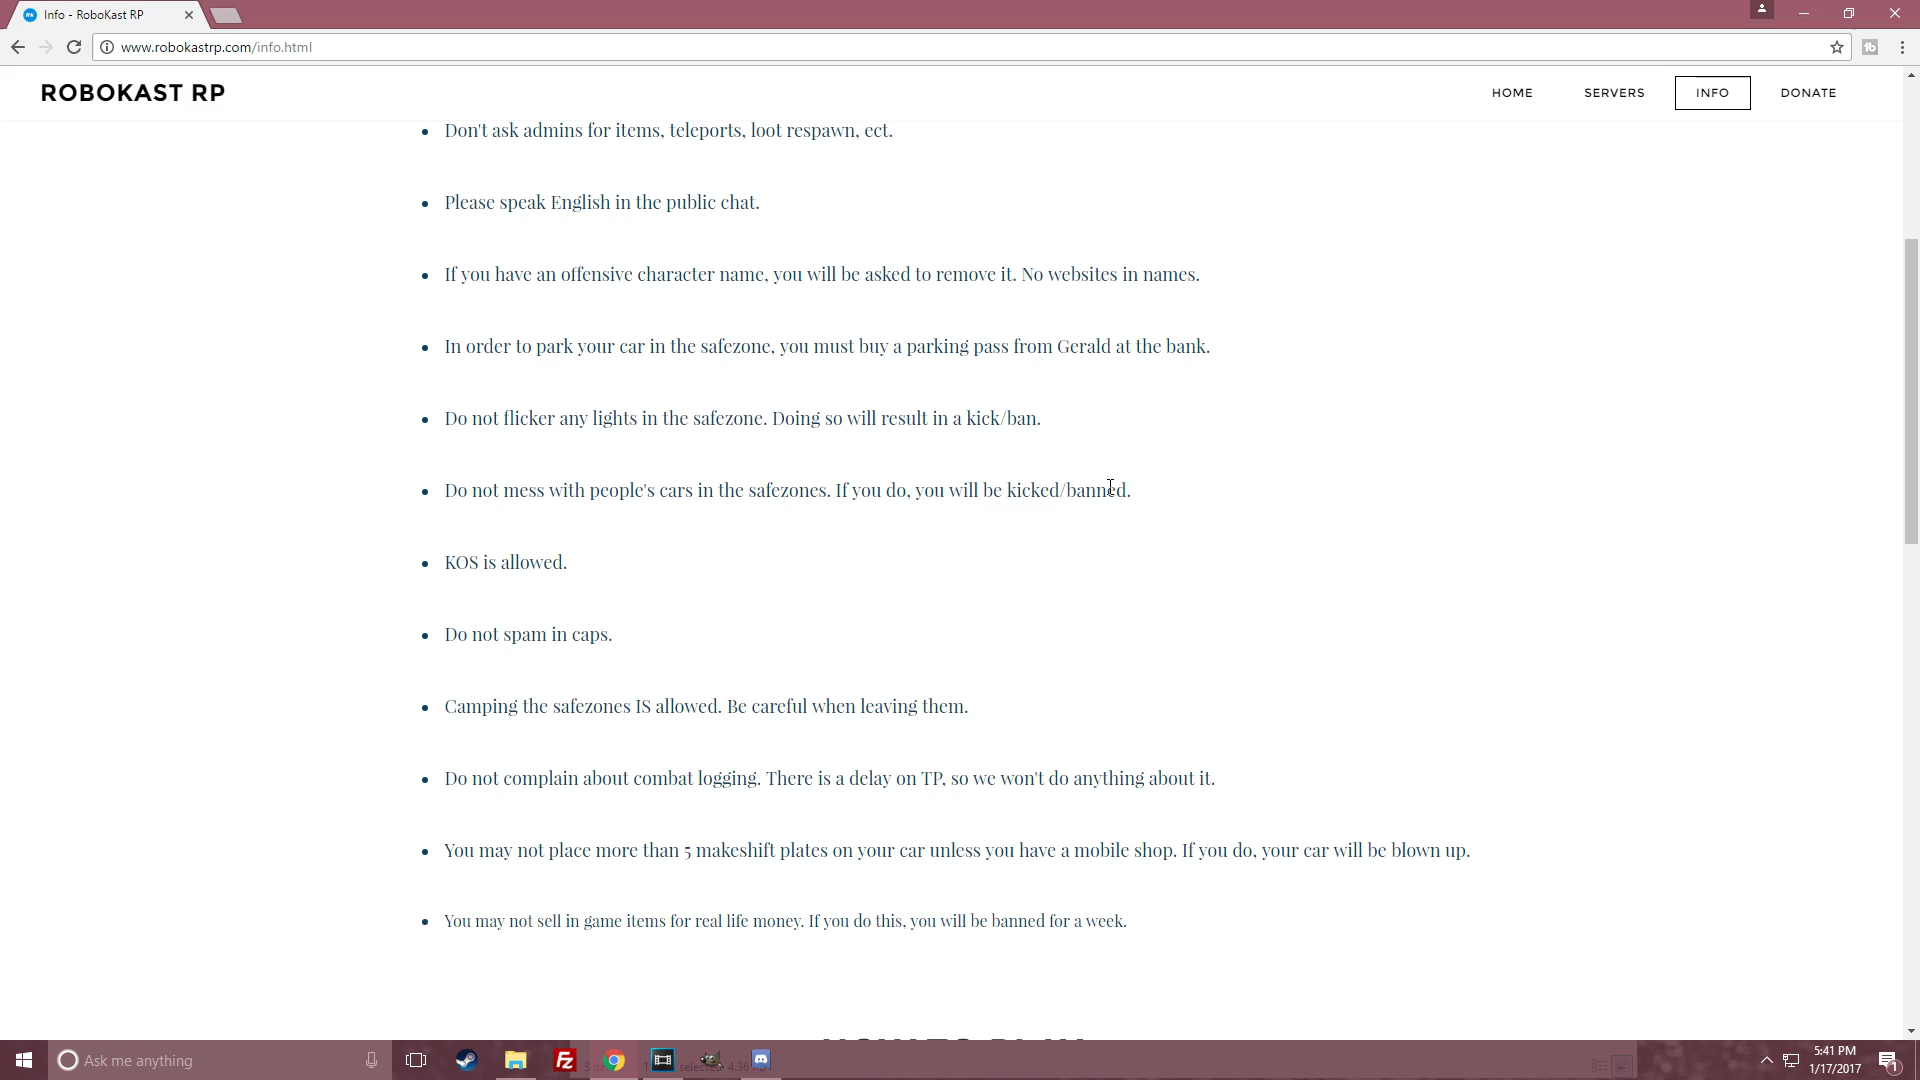 Info - RoboKast RP
www.robokastrp.com/info.html
ROBOKAST RP
HOME
SERVERS
INFO
DONATE
Don't ask admins for items, teleports, loot respawn, ect.
Please speak English in the public chat.
If you have an offensive character name, you will be asked to remove it. No websites in names.
In order to park your car in the safezone, you must buy a parking pass from Gerald at the bank.
Do not flicker any lights in the safezone. Doing so will result in a kick/ban.
Do not mess with people's cars in the safezones. If you do, you will be kicked/banned.
KOS is allowed.
Do not spam in caps.
Camping the safezones IS allowed. Be careful when leaving them.
Do not complain about combat logging. There is a delay on TP, so we won't do anything about it.
You may not place more than 5 makeshift plates on your car unless you have a mobile shop. If you do, your car will be blown up.
You may not sell in game items for real life money. If you do this, you will be banned for a week.
Ask me anything
5:41 PM
1/17/2017